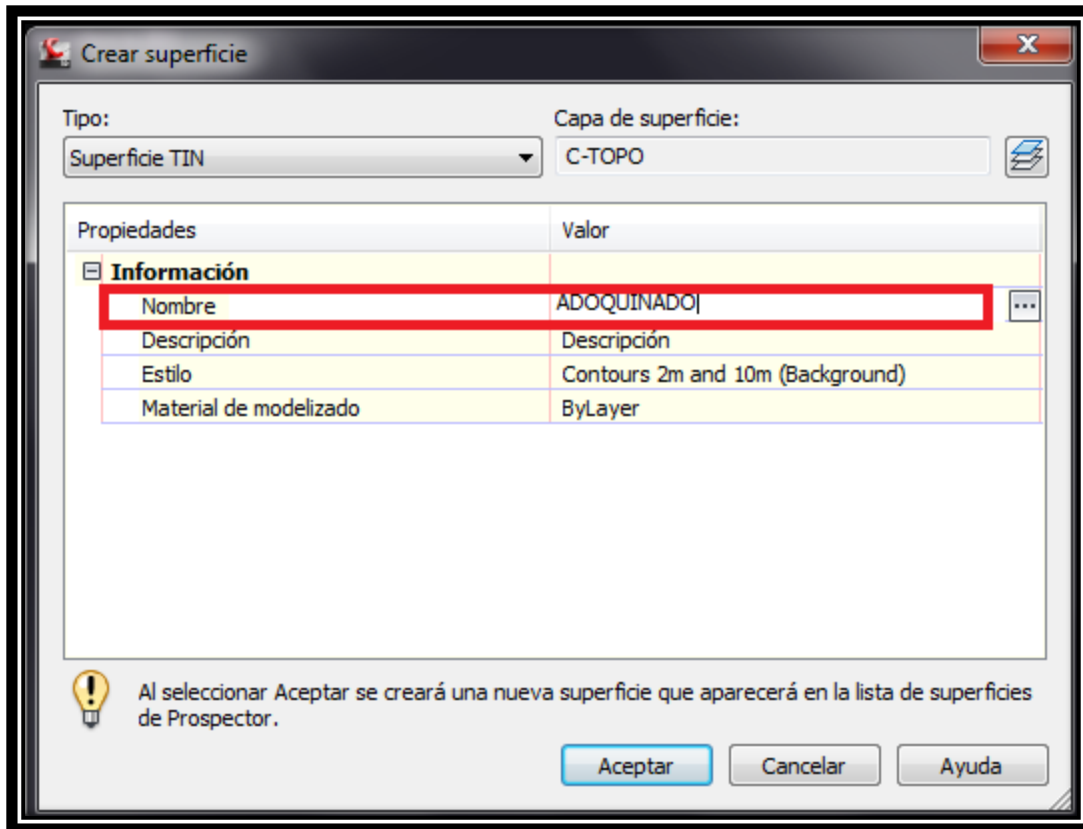 Crear superficie
Tipo:
Capa de superficie:
Superficie TIN
C-TOPO
Propiedades
Valor
Información
Nombre
ADOQUINADO
...
Descripción
Descripción
Estilo
Contours 2m and 10m (Background)
Material de modelizado
ByLayer
Al seleccionar Aceptar se creará una nueva superficie que aparecerá en la lista de superficies
de Prospector.
Aceptar
Cancelar
Ayuda